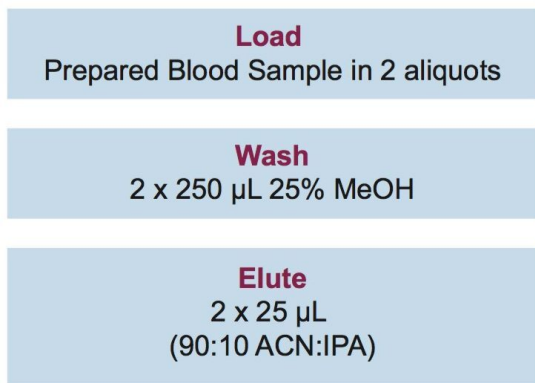 Load
Prepared Blood Sample in 2 aliquots
Wash
2 x 250 µL 25% MeOH
Elute
2 x 25 µL
(90:10 ACN:IPA)